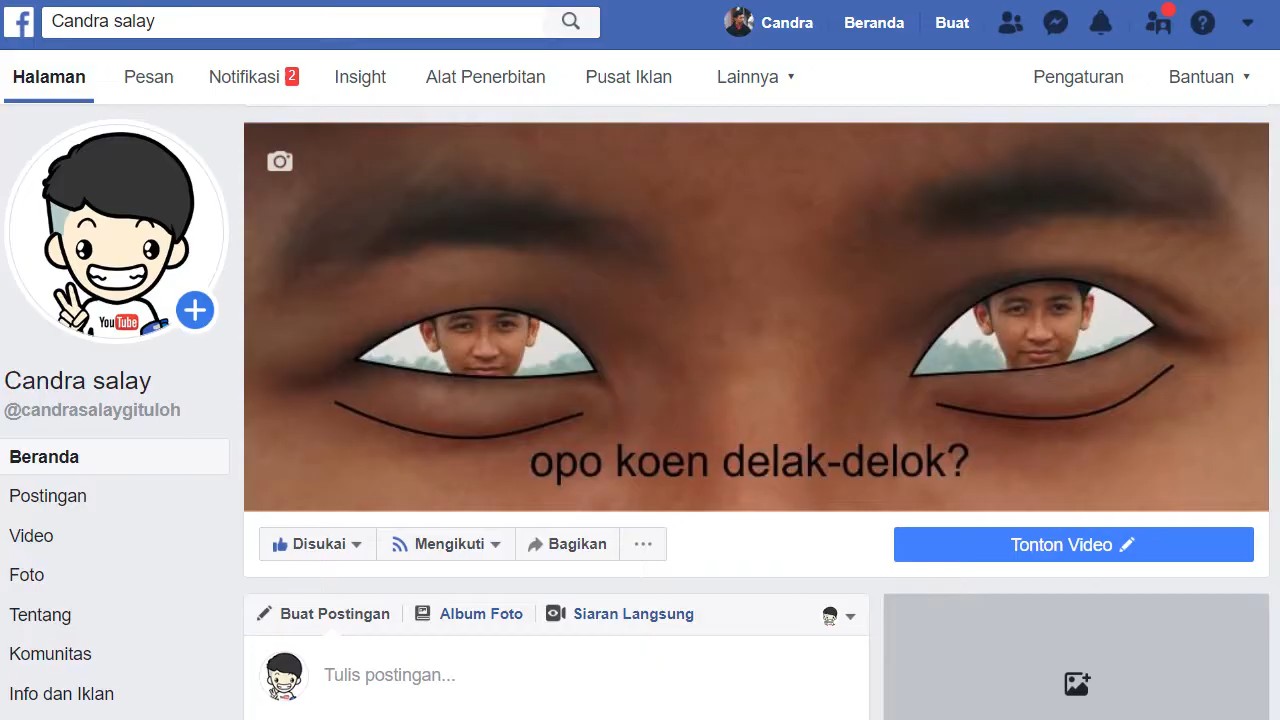 Candra salay
Candra Beranda Buat
Halaman Pesan Notifikasi 2 Insight Alat Penerbitan Pusat Iklan Lainnya Pengaturan Bantuan
YouTube
Candra salay
@candrasalaygituloh
Beranda
Postingan
Video
Foto
Tentang
Komunitas
Info dan Iklan
opo koen delak-delok?
Disukai Mengikuti Bagikan Tonton Video
Buat Postingan Album Foto Siaran Langsung
Tulis postingan...